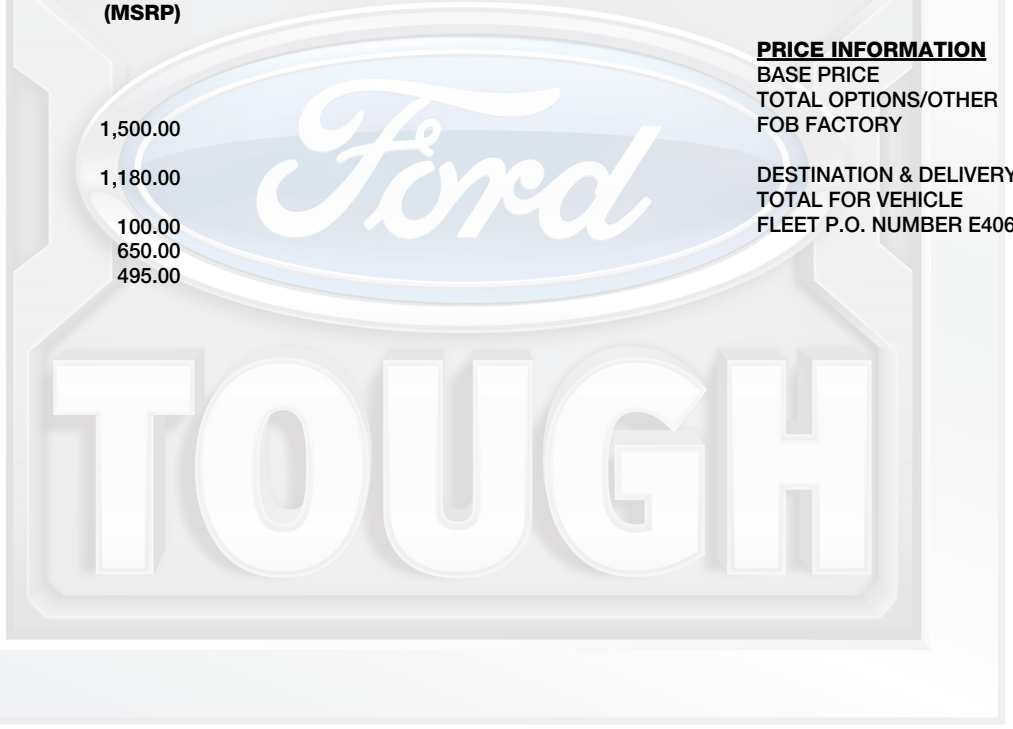 (MSRP)
1,500.00
1,180.00
100.00
650.00
495.00
PRICE INFORMATION
BASE PRICE
TOTAL OPTIONS/OTHER
FOB FACTORY
DESTINATION & DELIVERY
TOTAL FOR VEHICLE
FLEET P.O. NUMBER E406
Ford
TOUGH